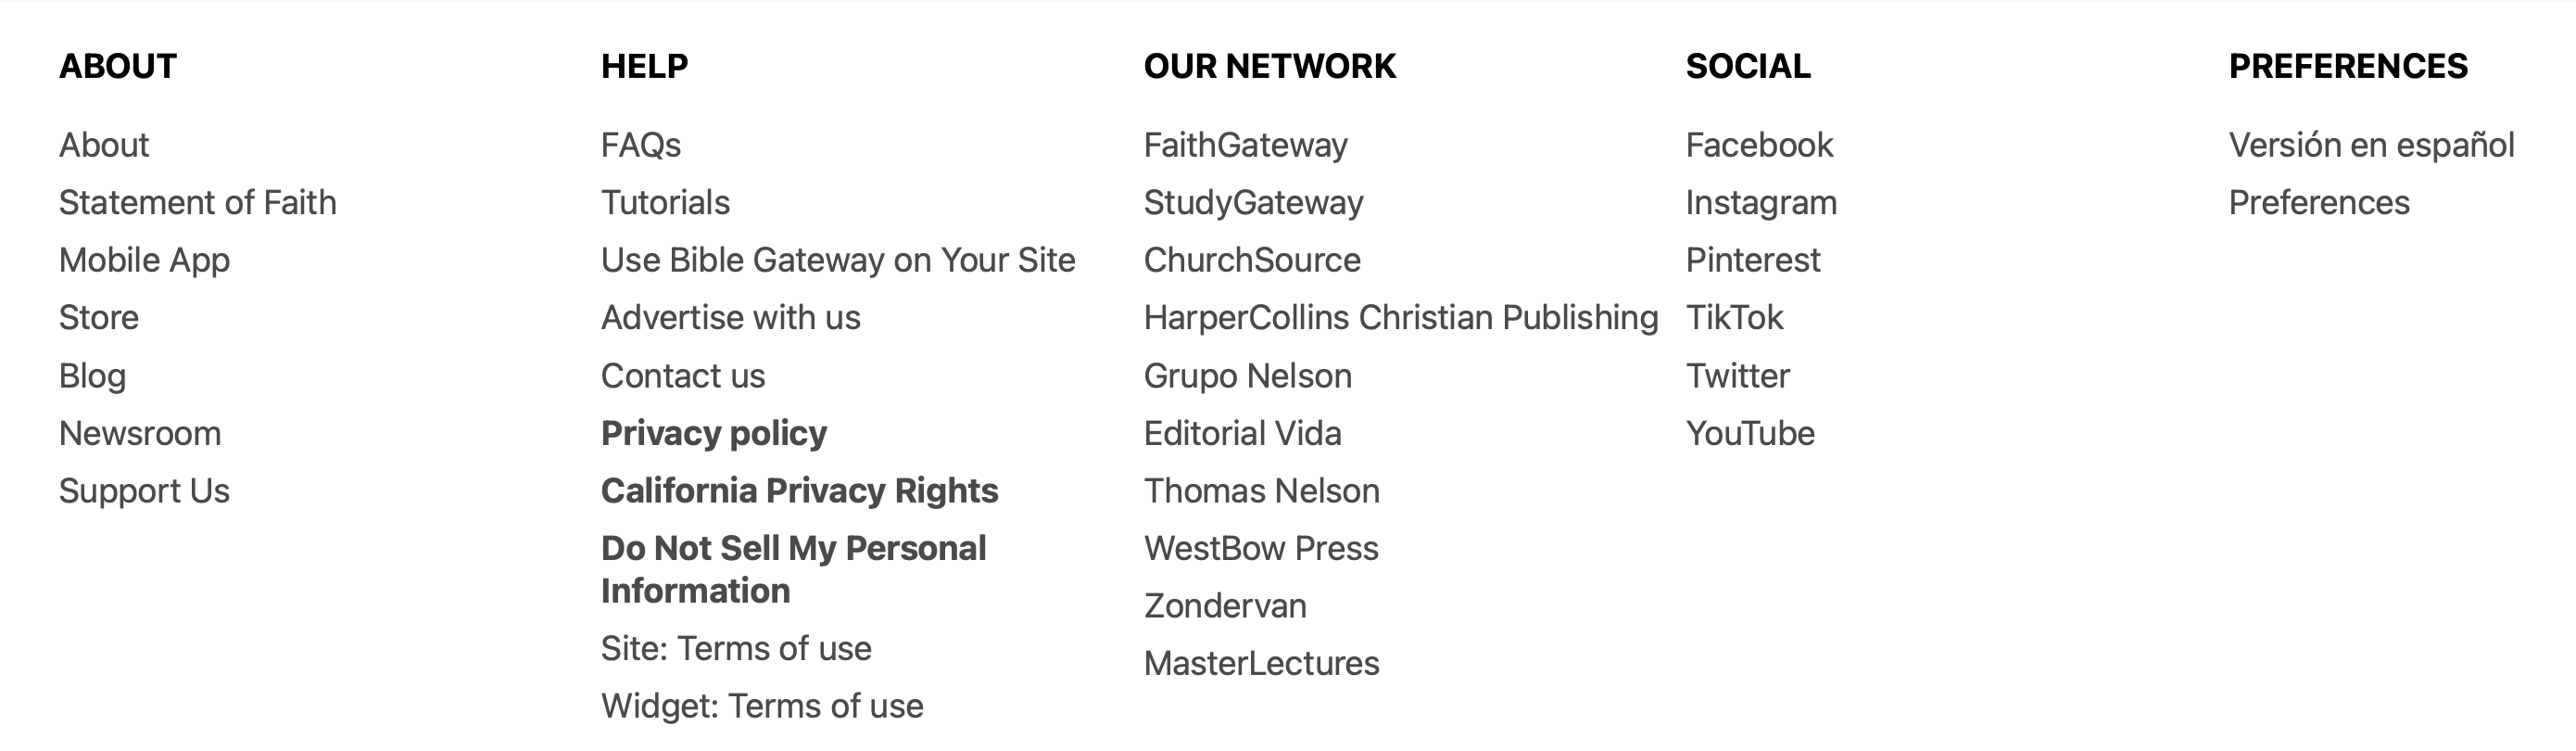 ABOUT
About
Statement of Faith
Mobile App
Store
Blog
Newsroom
Support Us
HELP
FAQs
Tutorials
Use Bible Gateway on Your Site
Advertise with us
Contact us
Privacy policy
California Privacy Rights
Do Not Sell My Personal
Information
Site: Terms of use
Widget: Terms of use
OUR NETWORK
FaithGateway
StudyGateway
ChurchSource
HarperCollins Christian Publishing
Grupo Nelson
Editorial Vida
Thomas Nelson
WestBow Press
Zondervan
MasterLectures
SOCIAL
Facebook
Instagram
Pinterest
TikTok
Twitter
YouTube
PREFERENCES
Versión en español
Preferences